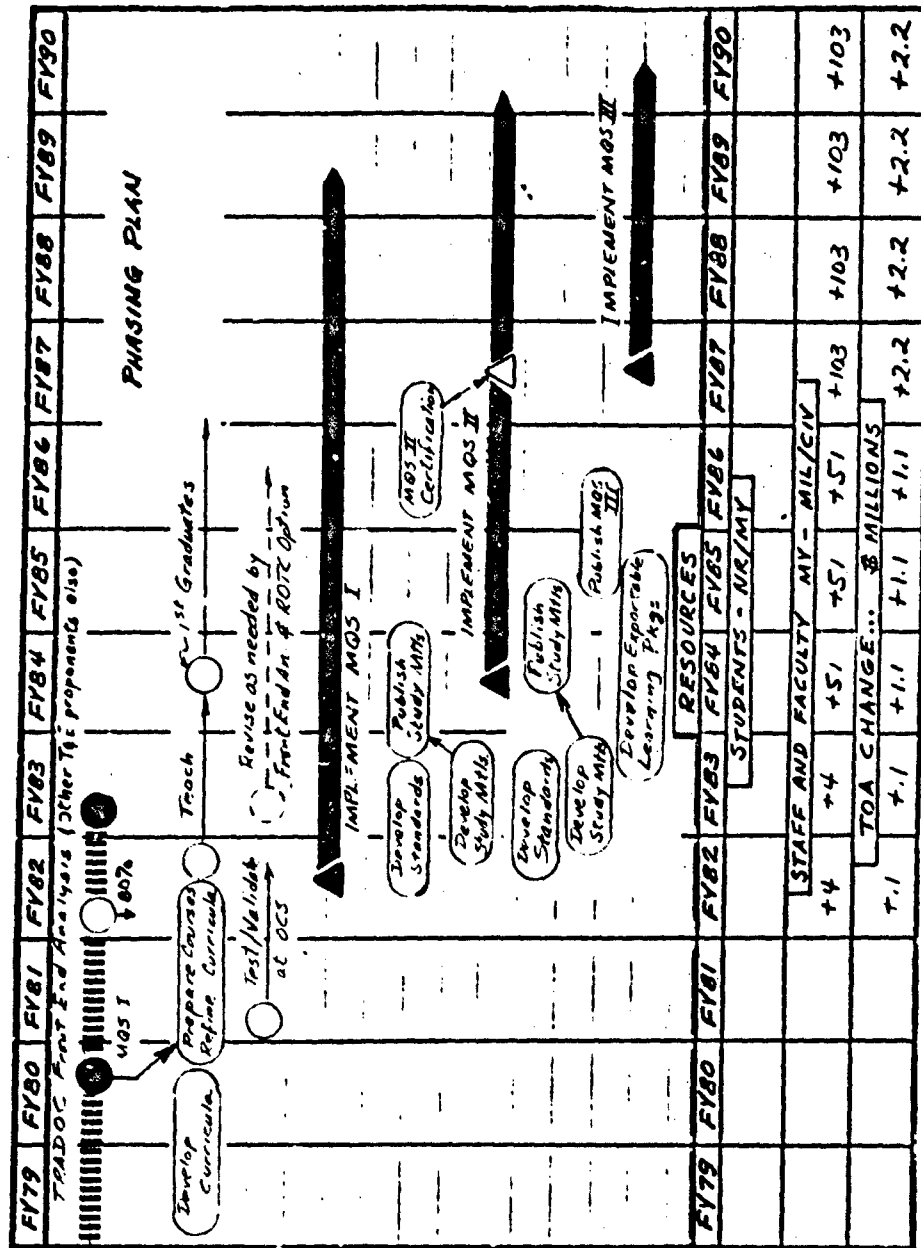 FY79 FY80 FY81 FY82 FY83 FY84 FY85 FY86 FY87 FY88 FY89 FY90
TRADOC Front End Analysis (Other proponents also)
PHASING PLAN
MQS I
80%
Develop
Curricula
Prepare Courses
Refine Curricula
Teach
1st Graduates
Test/Validate
at OCS
Revise as needed by
Front End An. & ROTC Option
IMPLEMENT MQS I
Develop
Standards
Publish
Study Mtls
Develop
Study Mtls.
MQS II
Certification
IMPLEMENT MQS II
Develop
Standards
Publish
Study Mtls
Develop
Study Mtls
Publish MQS
III
Develop Exportable
Learning Pkgs
IMPLEMENT MQS III
RESOURCES
FY79 FY80 FY81 FY82 FY83 FY84 FY85 FY86 FY87 FY88 FY89 FY90
STUDENTS - NR/MY
STAFF AND FACULTY MY - MIL/CIV
+4 +4 +51 +51 +51 +103 +103 +103 +103
TOA CHANGE... $ MILLIONS
+.1 +.1 +1.1 +1.1 +1.1 +2.2 +2.2 +2.2 +2.2